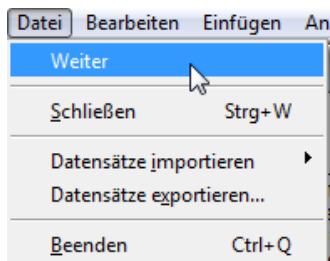 Datei Bearbeiten Einfügen An
Weiter
Schließen Strg+W
Datensätze importieren
Datensätze exportieren...
Beenden Ctrl+Q